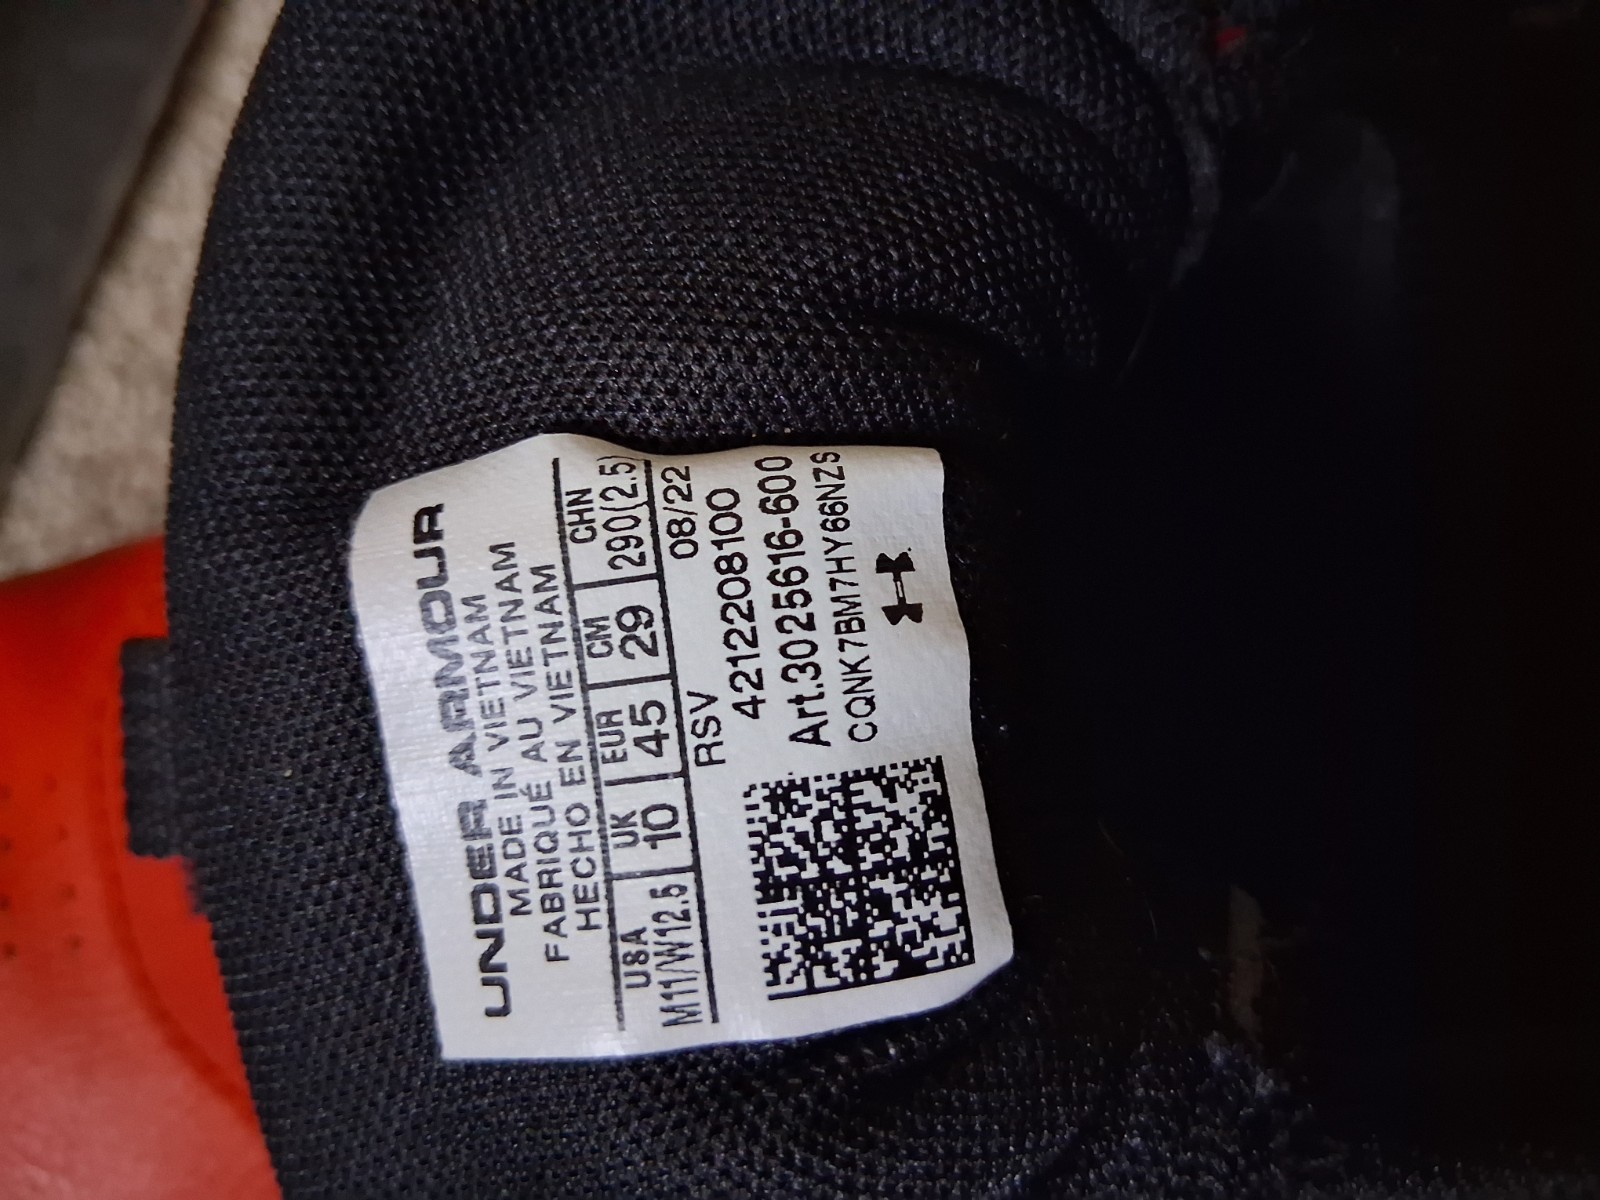 UNDER ARMOUR
MADE IN VIETNAM
FABRIQUÉ AU VIETNAM
HECHO EN VIETNAM
USA UK EUR CM CHN
M11/W12.5 10 45 29 290(2.5)
RSV 08/22
4212208100
Art.3025616-600
CQNK7BM7HY66NZS